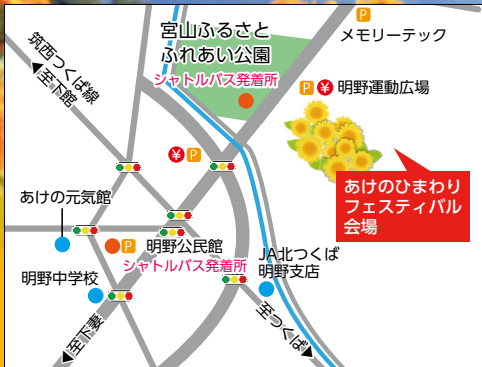 宮山ふるさと
ふれあい公園
シャトルバス発着所
P
メモリーテック
P ¥ 明野運動広場
筑西つくば線
◀至下館
¥ P
あけのひまわり
フェスティバル
会場
あけの元気館
P
明野公民館
シャトルバス発着所
JA北つくば
明野支店
明野中学校
◀至下妻
至つくば▶